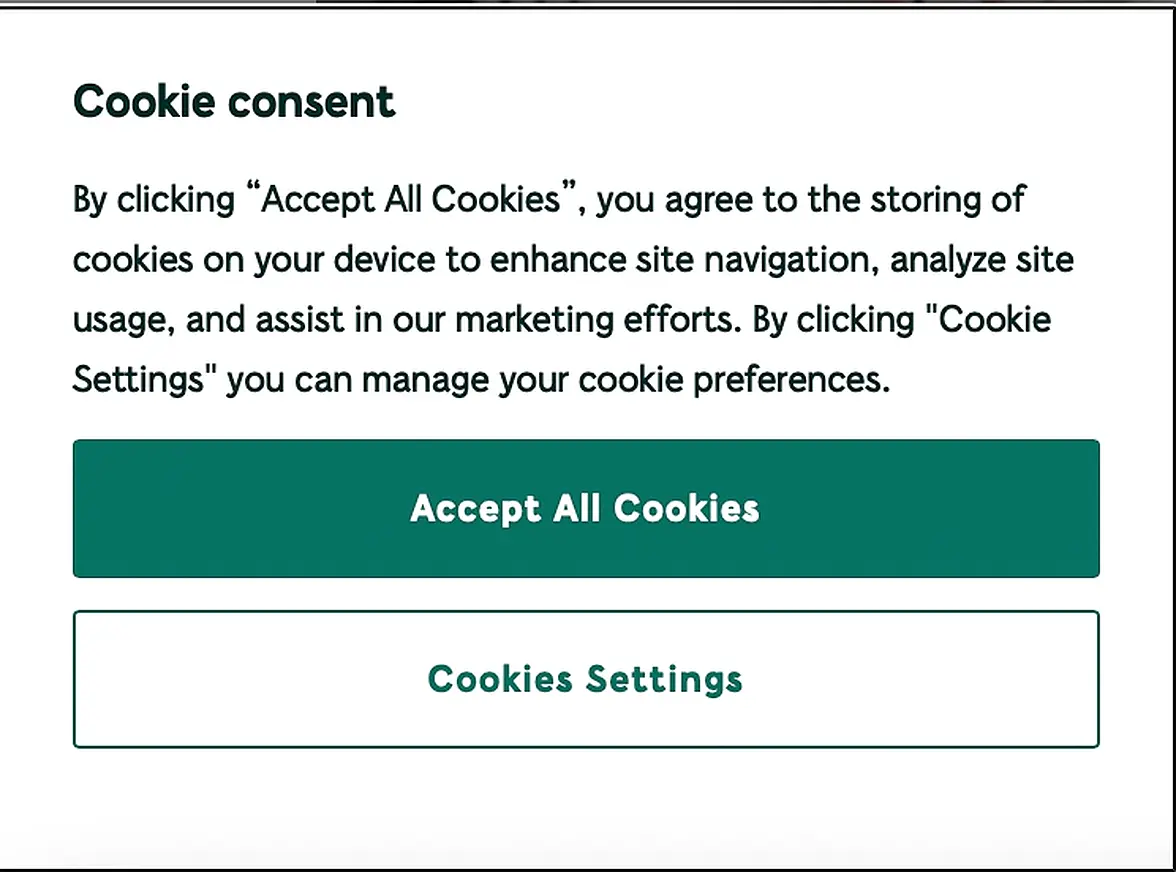 Cookie consent
By clicking “Accept All Cookies”, you agree to the storing of
cookies on your device to enhance site navigation, analyze site
usage, and assist in our marketing efforts. By clicking "Cookie
Settings" you can manage your cookie preferences.
Accept All Cookies
Cookies Settings